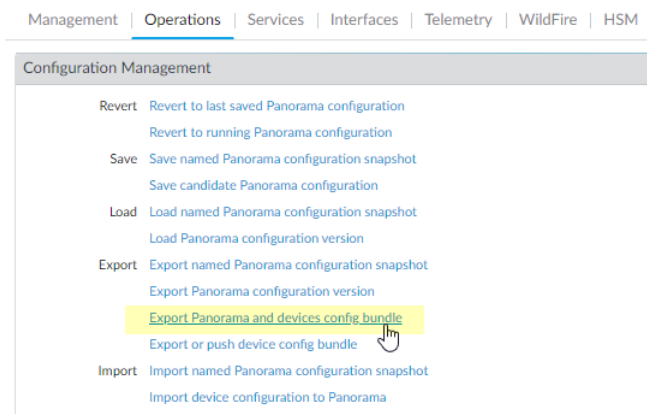 Management | Operations | Services | Interfaces | Telemetry | WildFire | HSM
Configuration Management
Revert Revert to last saved Panorama configuration
Revert to running Panorama configuration
Save Save named Panorama configuration snapshot
Save candidate Panorama configuration
Load Load named Panorama configuration snapshot
Load Panorama configuration version
Export Export named Panorama configuration snapshot
Export Panorama configuration version
Export Panorama and devices config bundle
Export or push device config bundle
Import Import named Panorama configuration snapshot
Import device configuration to Panorama